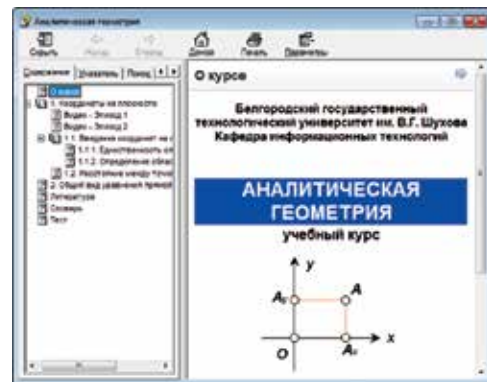 Аналитическая геометрия
Скрыть Назад Вперед Домой Печать Параметры
Содержание Указатель Поиск
О курсе
1. Координаты на плоскости
Видео - Эпизод 1
Видео - Эпизод 2
1.1. Введение координат на
1.1.1. Единственность
1.1.2. Определение облас
1.2. Расстояние между
2. Общий вид уравнения прямой
Литература
Словарь
Тест
О курсе
Белгородский государственный
технологический университет им. В.Г. Шухова
Кафедра информационных технологий
АНАЛИТИЧЕСКАЯ
ГЕОМЕТРИЯ
учебный курс
y
A
O
x